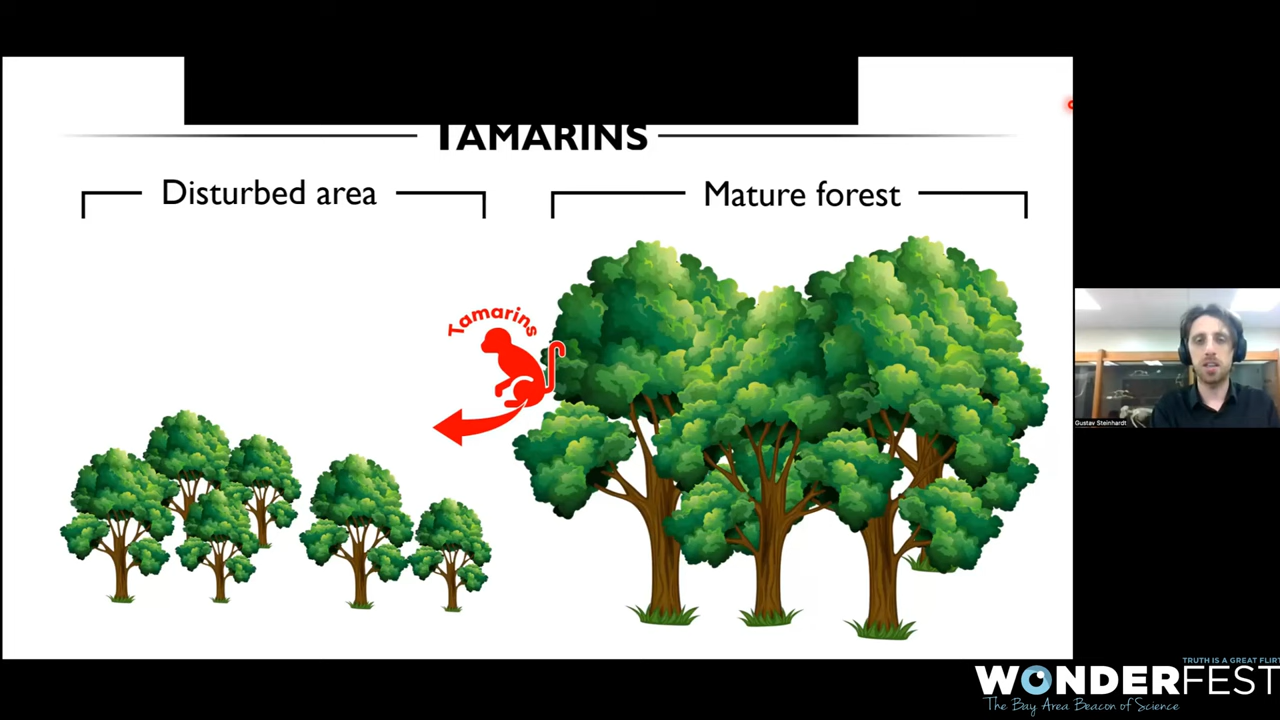 TAMARINS
Disturbed area
Mature forest
Tamarins
Gustav Steinhardt
TRUTH IS A GREAT FLIRT
WONDERFEST
The Bay Area Beacon of Science